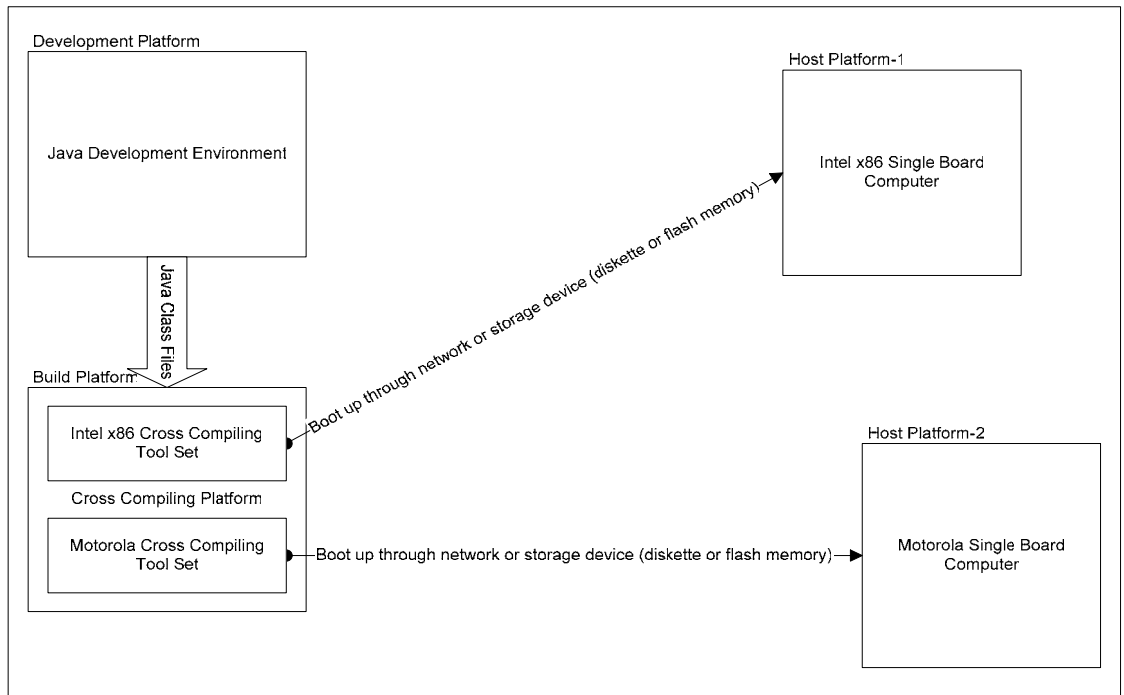 Development Platform
Java Development Environment
Java Class Files
Build Platform
Intel x86 Cross Compiling
Tool Set
Cross Compiling Platform
Motorola Cross Compiling
Tool Set
Boot up through network or storage device (diskette or flash memory)
Host Platform-1
Intel x86 Single Board
Computer
Boot up through network or storage device (diskette or flash memory)
Host Platform-2
Motorola Single Board
Computer